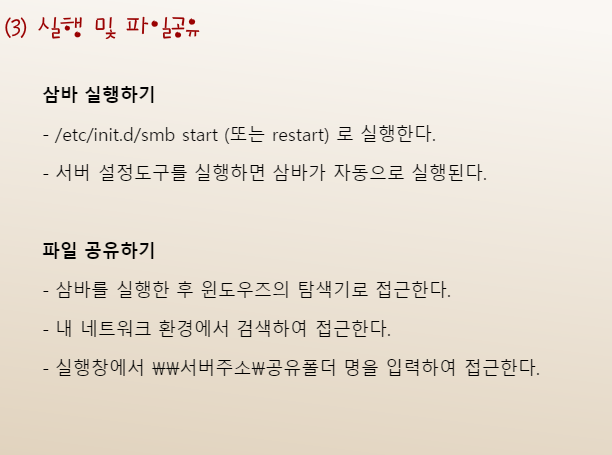 (3) 실행 및 파일공유
삼바 실행하기
- /etc/init.d/smb start (또는 restart) 로 실행한다.
- 서버 설정도구를 실행하면 삼바가 자동으로 실행된다.
파일 공유하기
- 삼바를 실행한 후 윈도우즈의 탐색기로 접근한다.
- 내 네트워크 환경에서 검색하여 접근한다.
- 실행창에서 ₩₩서버주소₩공유폴더 명을 입력하여 접근한다.